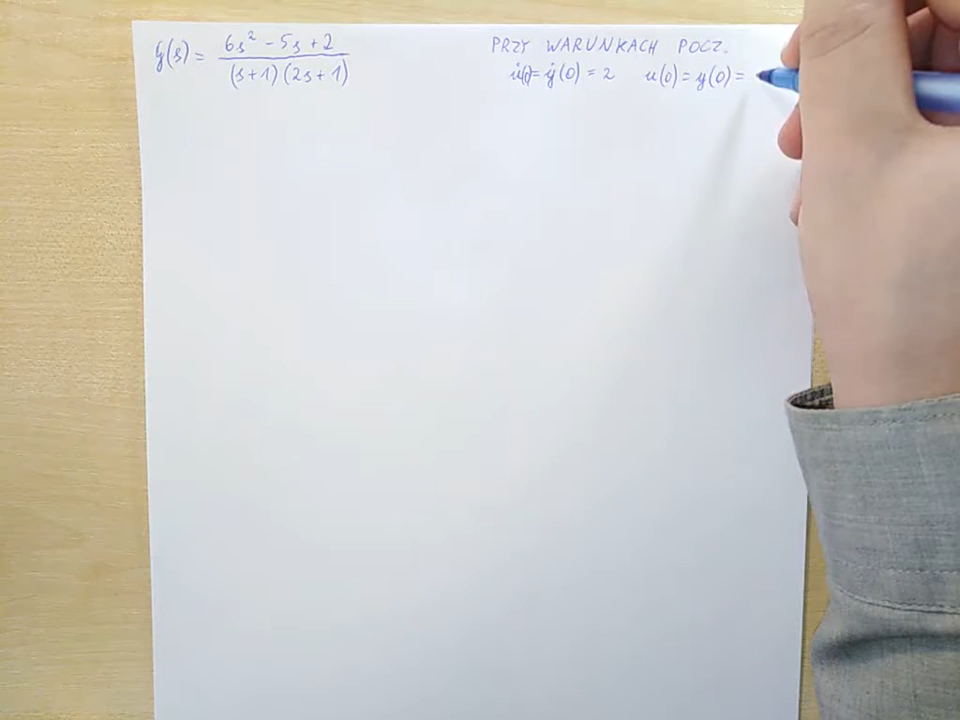 G(s) = (6s² - 5s + 2) / ((s+1)(2s+1))
PRZY WARUNKACH POCZ.
u̇(0) = ẏ(0) = 2 u(0) = y(0) =